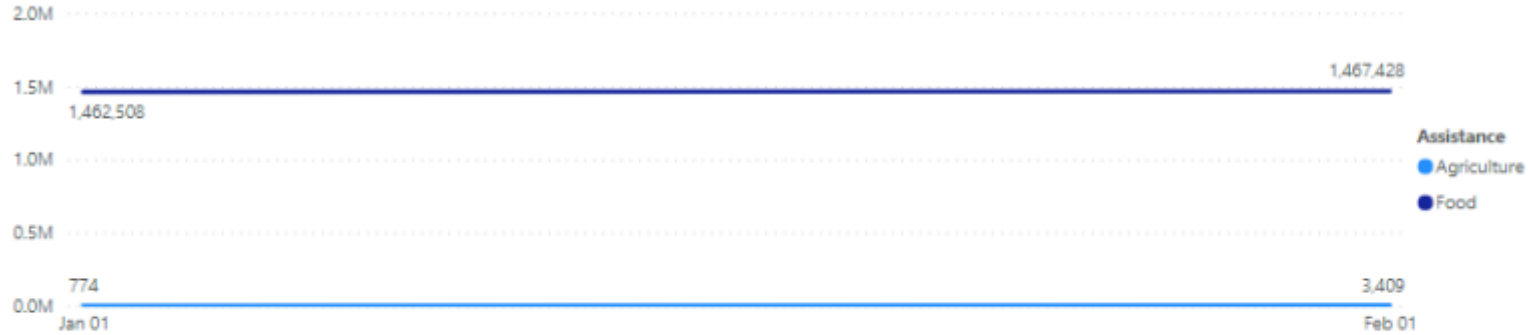 2.0M
1,467,428
1.5M
1,462,508
Assistance
1.0M
Agriculture
Food
0.5M
774
3,409
0.0M
Jan 01
Feb 01